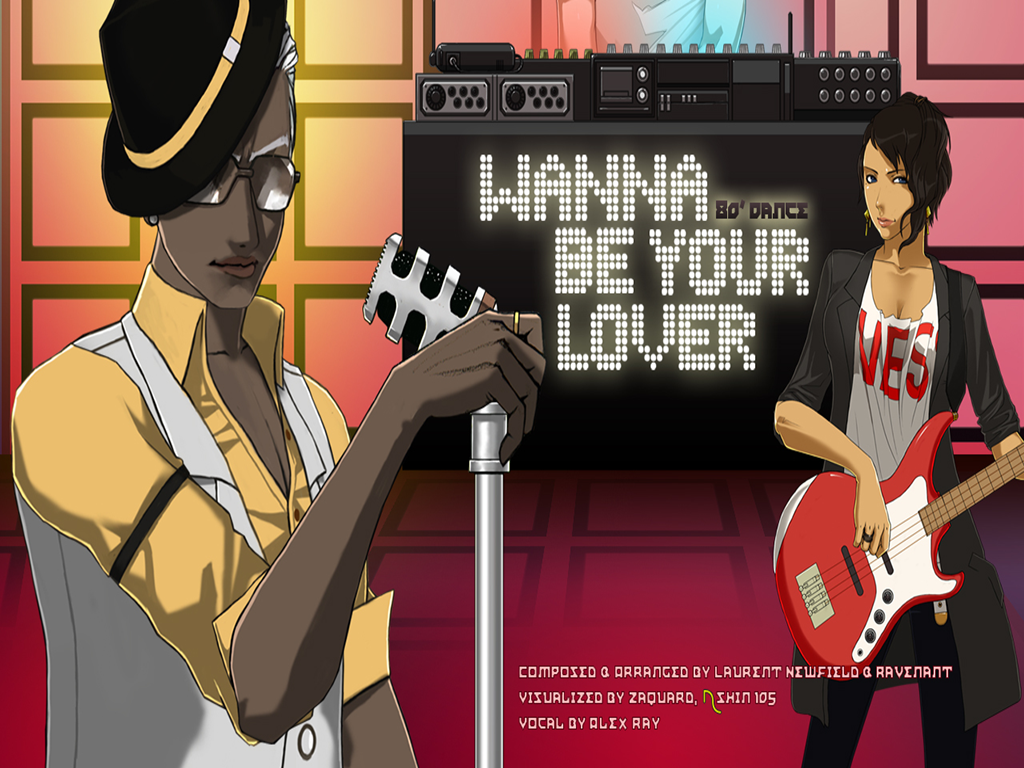 WANNA
80' DANCE
BE YOUR
LOVER
VES
COMPOSED & ARRANGED BY LAURENT NEWFIELD & RAVENANT
VISUALIZED BY ZAQUARD, SHIN 105
VOCAL BY ALEX RAY